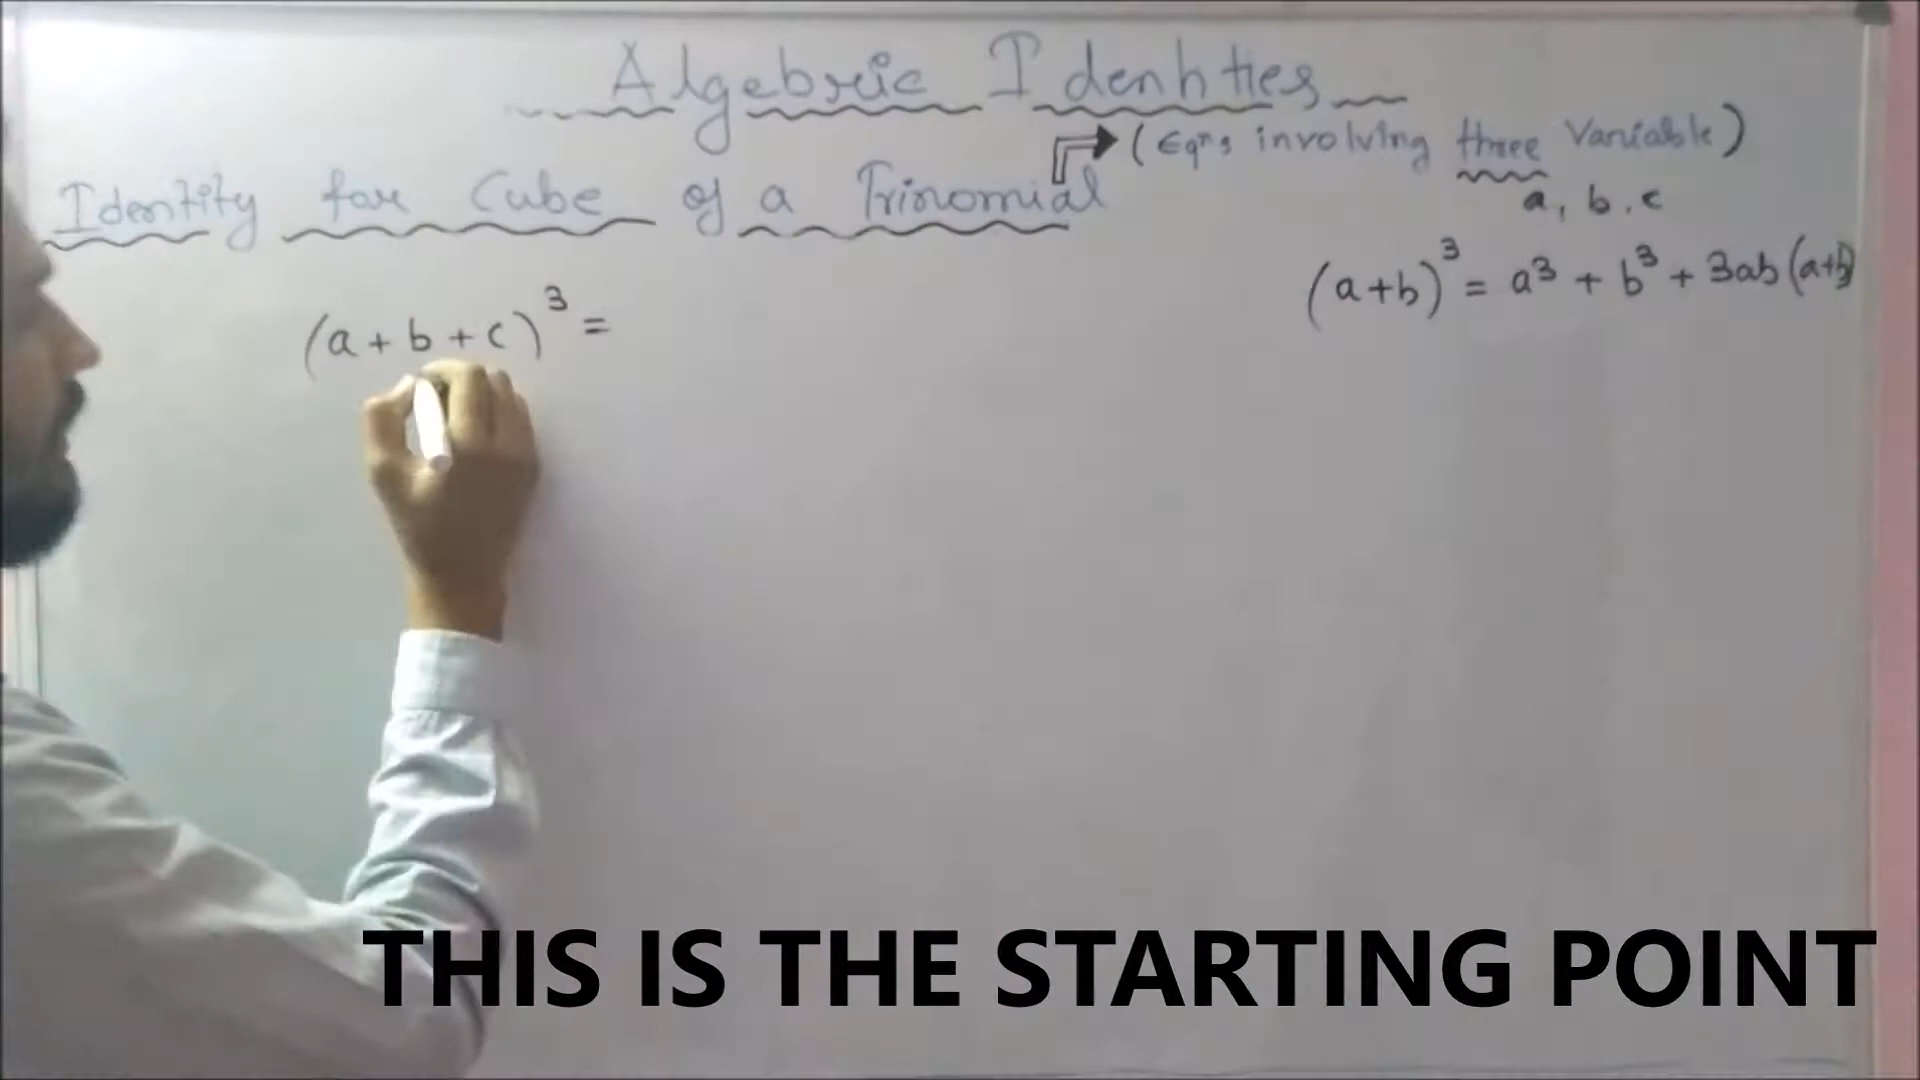 Algebric Identities
(Eqns involving three Variable)
a, b, c
Identity for Cube of a Trinomial
(a+b)³ = a³ + b³ + 3ab(a+b)
(a + b + c)³ =
THIS IS THE STARTING POINT